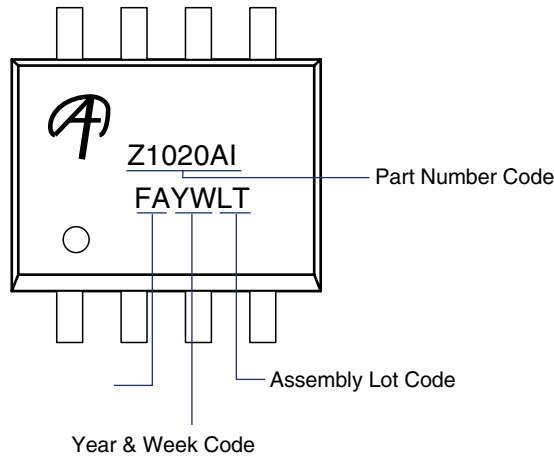 Z1020AI
Part Number Code
FAYWLT
Assembly Lot Code
Year & Week Code